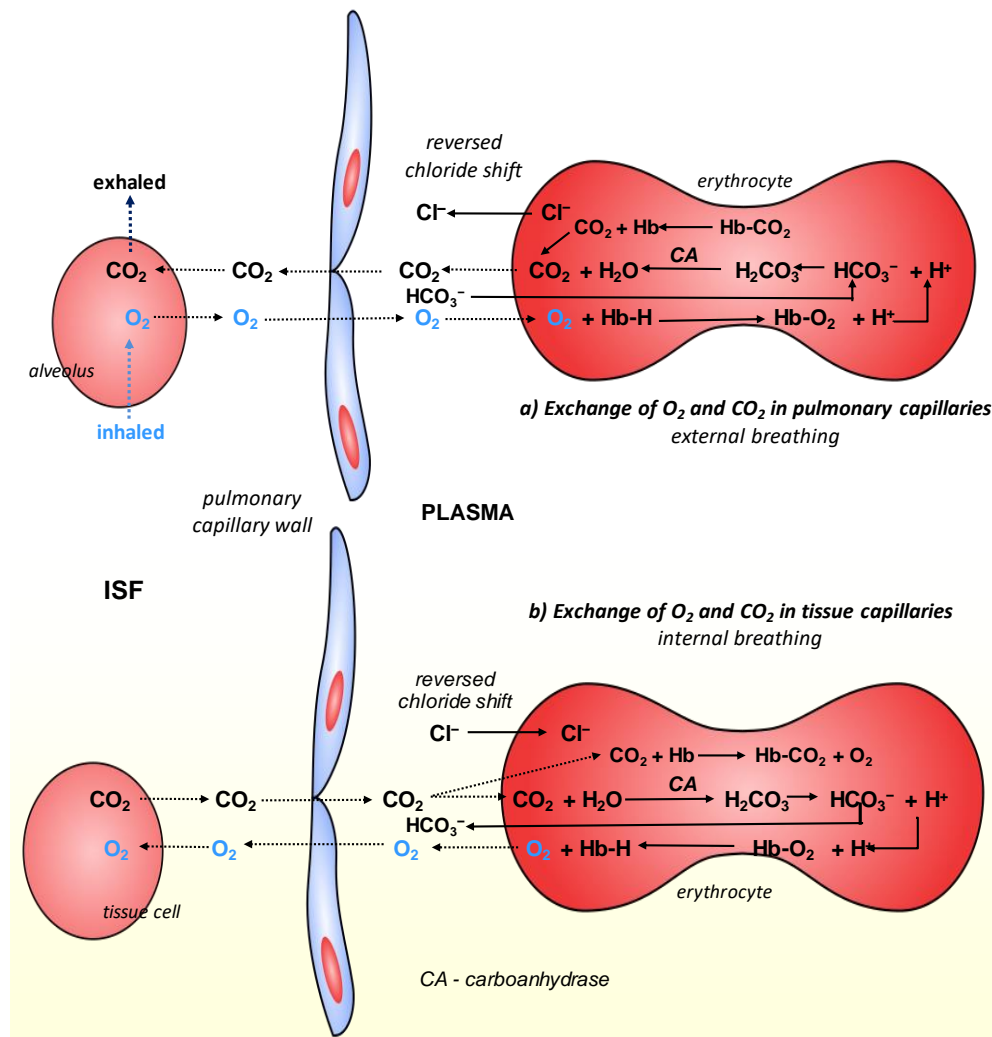 reversed
chloride shift
erythrocyte
exhaled
Cl⁻ Cl⁻
CO₂ + Hb Hb-CO₂
CO₂ CO₂ CO₂ CO₂ + H₂O CA H₂CO₃ HCO₃⁻ + H⁺
HCO₃⁻
O₂ O₂ O₂ O₂ + Hb-H Hb-O₂ + H⁺
alveolus
inhaled
a) Exchange of O₂ and CO₂ in pulmonary capillaries
external breathing
pulmonary
capillary wall
PLASMA
ISF
b) Exchange of O₂ and CO₂ in tissue capillaries
internal breathing
reversed
chloride shift
Cl⁻ Cl⁻
CO₂ + Hb Hb-CO₂ + O₂
CO₂ CO₂ CO₂ CO₂ + H₂O CA H₂CO₃ HCO₃⁻ + H⁺
HCO₃⁻
O₂ O₂ O₂ O₂ + Hb-H Hb-O₂ + H⁺
tissue cell
erythrocyte
CA - carboanhydrase